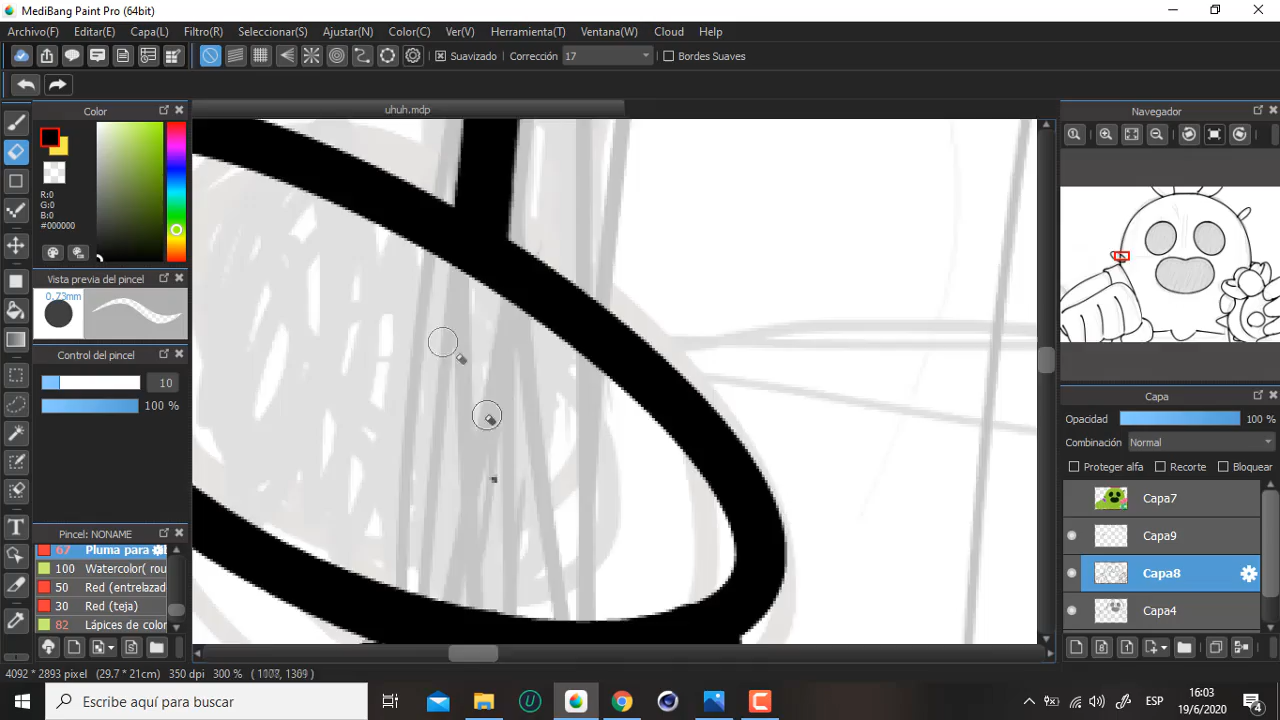 MediBang Paint Pro (64bit)
Archivo(F) Editar(E) Capa(L) Filtro(R) Seleccionar(S) Ajustar(N) Color(C) Ver(V) Herramienta(T) Ventana(W) Cloud Help
Suavizado Corrección 17 Bordes Suaves
Color
uhuh.mdp
Navegador
R:0
G:0
B:0
#000000
Vista previa del pincel
0.73mm
Control del pincel
10
100 %
Capa
Opacidad 100 %
Combinación Normal
Proteger alfa Recorte Bloquear
Capa7
Capa9
Capa8
Capa4
Pincel: NONAME
67 Pluma para
100 Watercolor( rou
50 Red (entrelazad
30 Red (teja)
82 Lápices de color
4092 * 2893 pixel (29.7 * 21cm) 350 dpi 300 %
Escribe aquí para buscar
ESP
16:03
19/6/2020
4